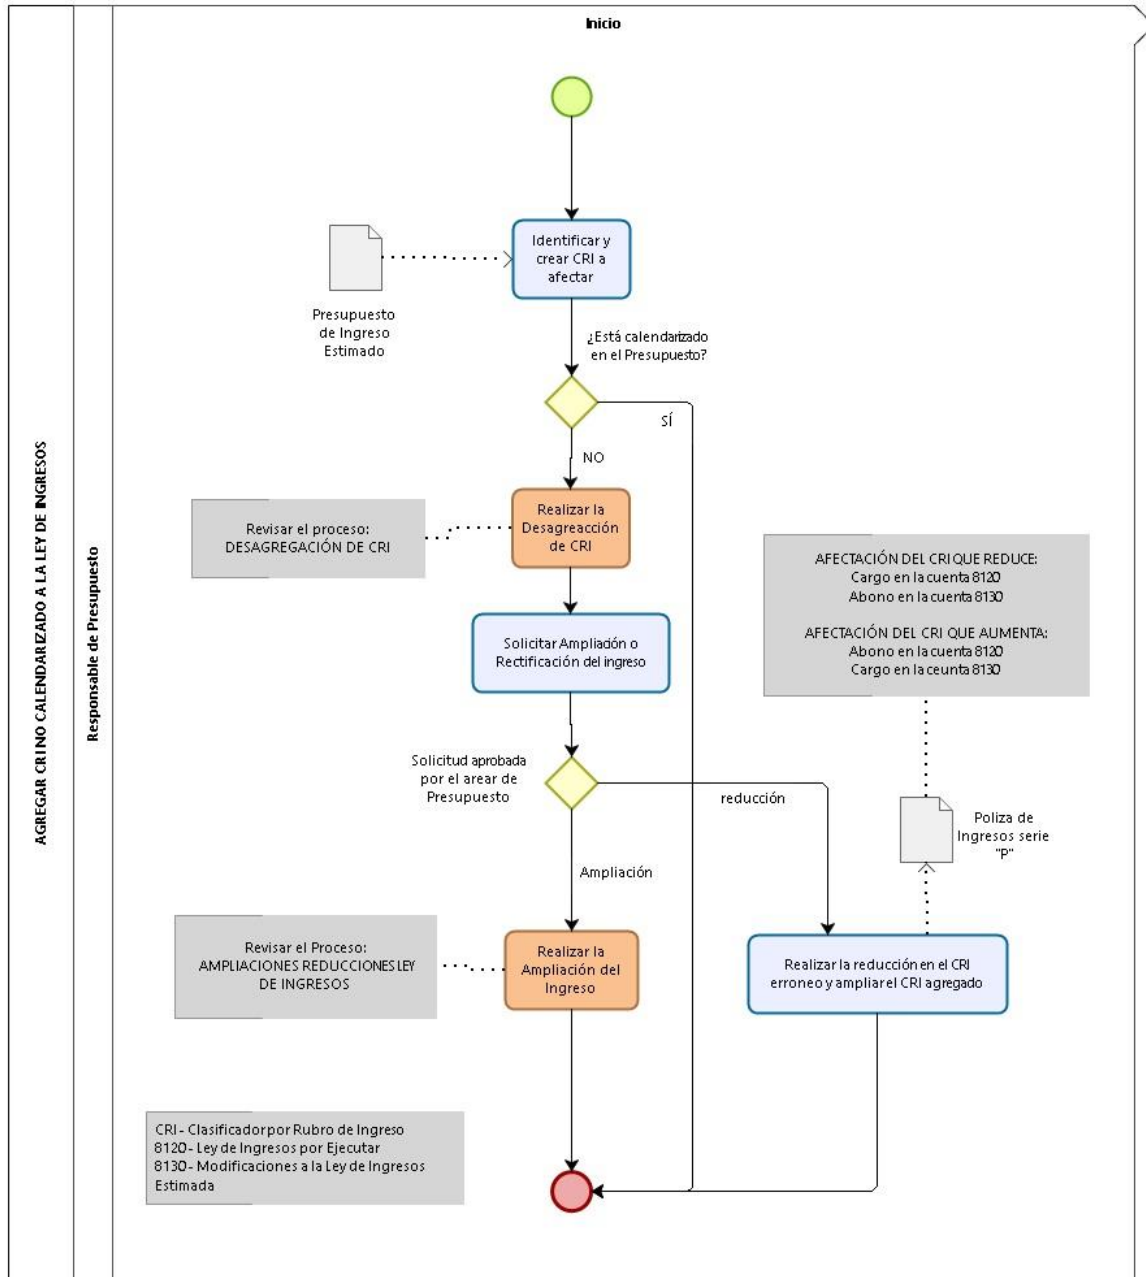 Inicio
AGREGAR CRI NO CALENDARIZADO A LA LEY DE INGRESOS
Responsable de Presupuesto
Identificar y
crear CRI a
afectar
Presupuesto
de Ingreso
Estimado
¿Está calendarizado
en el Presupuesto?
SÍ
NO
Realizar la
Desagreacción
de CRI
Revisar el proceso:
DESAGREGACIÓN DE CRI
AFECTACIÓN DEL CRI QUE REDUCE:
Cargo en la cuenta 8120
Abono en la cuenta 8130
AFECTACIÓN DEL CRI QUE AUMENTA:
Abono en la cuenta 8120
Cargo en la ceunta 8130
Solicitar Ampliación o
Rectificación del ingreso
Solicitud aprobada
por el arear de
Presupuesto
reducción
Poliza de
Ingresos serie
"P"
Ampliación
Revisar el Proceso:
AMPLIACIONES REDUCCIONES LEY
DE INGRESOS
Realizar la
Ampliación del
Ingreso
Realizar la reducción en el CRI
erroneo y ampliar el CRI agregado
CRI - Clasificador por Rubro de Ingreso
8120 - Ley de Ingresos por Ejecutar
8130 - Modificaciones a la Ley de Ingresos
Estimada